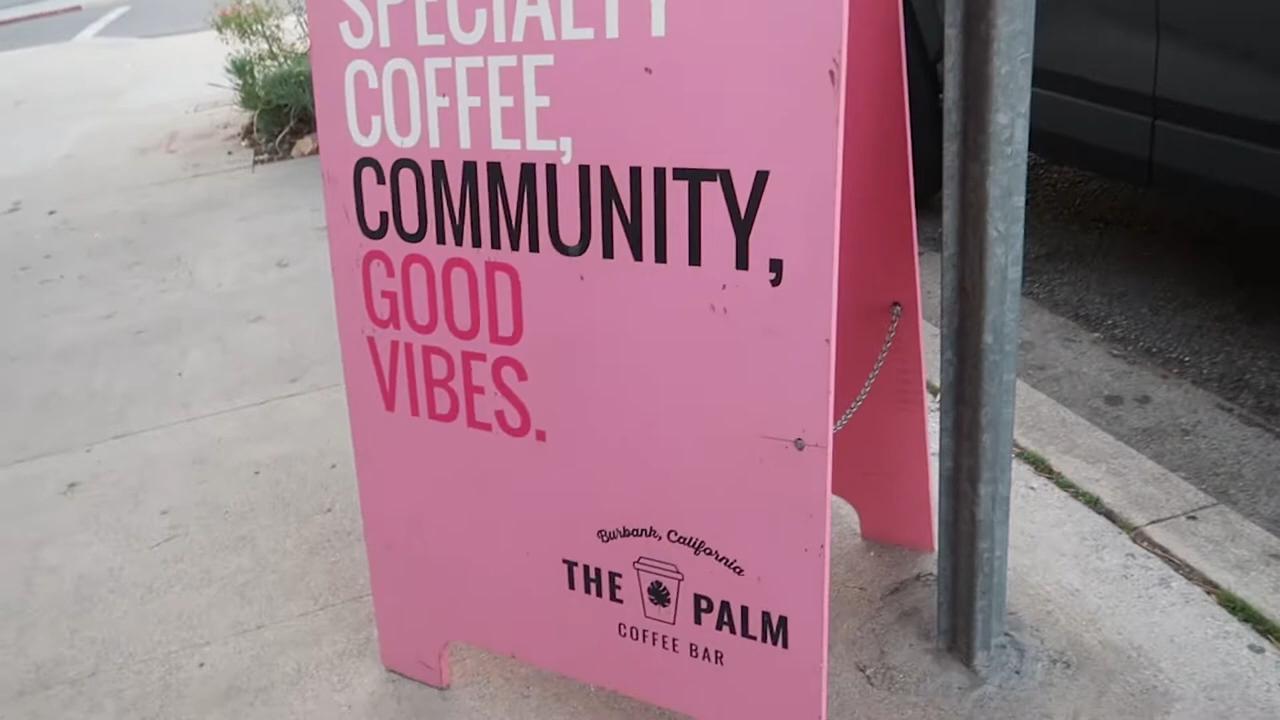 SPECIALTY
COFFEE,
COMMUNITY,
GOOD
VIBES.
Burbank, California
THE PALM
COFFEE BAR